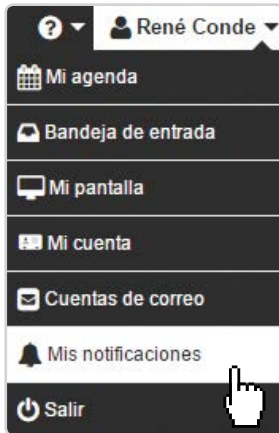 René Conde
Mi agenda
Bandeja de entrada
Mi pantalla
Mi cuenta
Cuentas de correo
Mis notificaciones
Salir